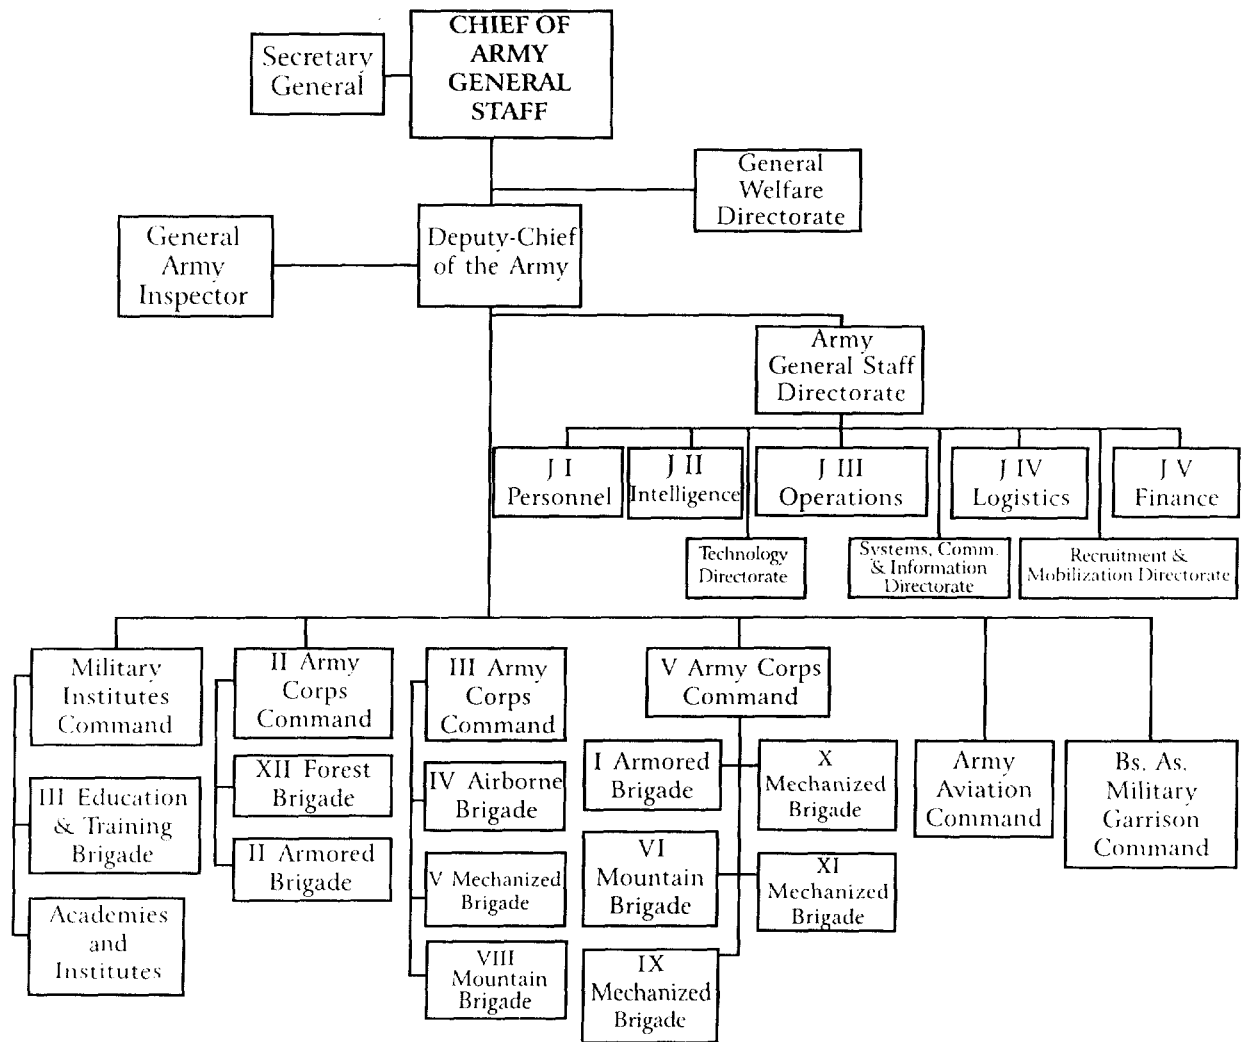 CHIEF OF
ARMY
GENERAL
STAFF
Secretary
General
General
Welfare
Directorate
General
Army
Inspector
Deputy-Chief
of the Army
Army
General Staff
Directorate
J I
Personnel
J II
Intelligence
J III
Operations
J IV
Logistics
J V
Finance
Technology
Directorate
Systems, Comm.
& Information
Directorate
Recruitment &
Mobilization Directorate
Military
Institutes
Command
III Education
& Training
Brigade
Academies
and
Institutes
II Army
Corps
Command
XII Forest
Brigade
II Armored
Brigade
III Army
Corps
Command
IV Airborne
Brigade
V Mechanized
Brigade
VIII
Mountain
Brigade
V Army Corps
Command
I Armored
Brigade
X
Mechanized
Brigade
VI
Mountain
Brigade
XI
Mechanized
Brigade
IX
Mechanized
Brigade
Army
Aviation
Command
Bs. As.
Military
Garrison
Command